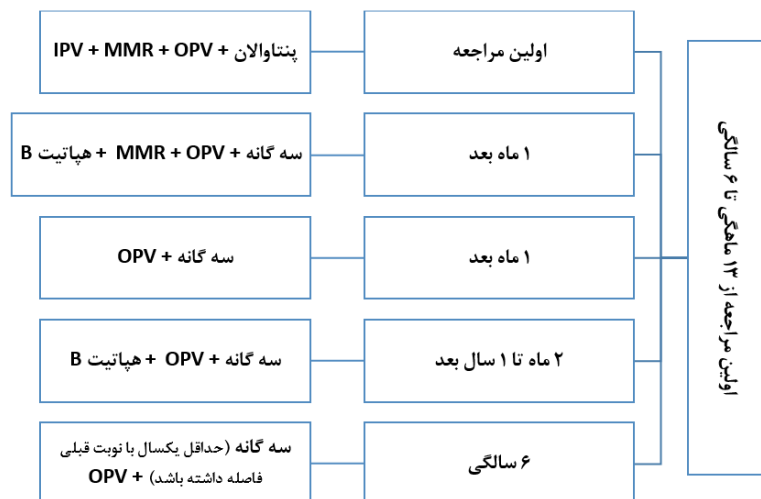 اولین مراجعه از ۱۳ ماهگی تا ۶ سالگی
اولین مراجعه
پنتاوالان + IPV + MMR + OPV
۱ ماه بعد
سه گانه + MMR + OPV + هپاتیت B
۱ ماه بعد
سه گانه + OPV
۲ ماه تا ۱ سال بعد
سه گانه + OPV + هپاتیت B
۶ سالگی
سه گانه (حداقل یکسال با نوبت قبلی
فاصله داشته باشد) + OPV